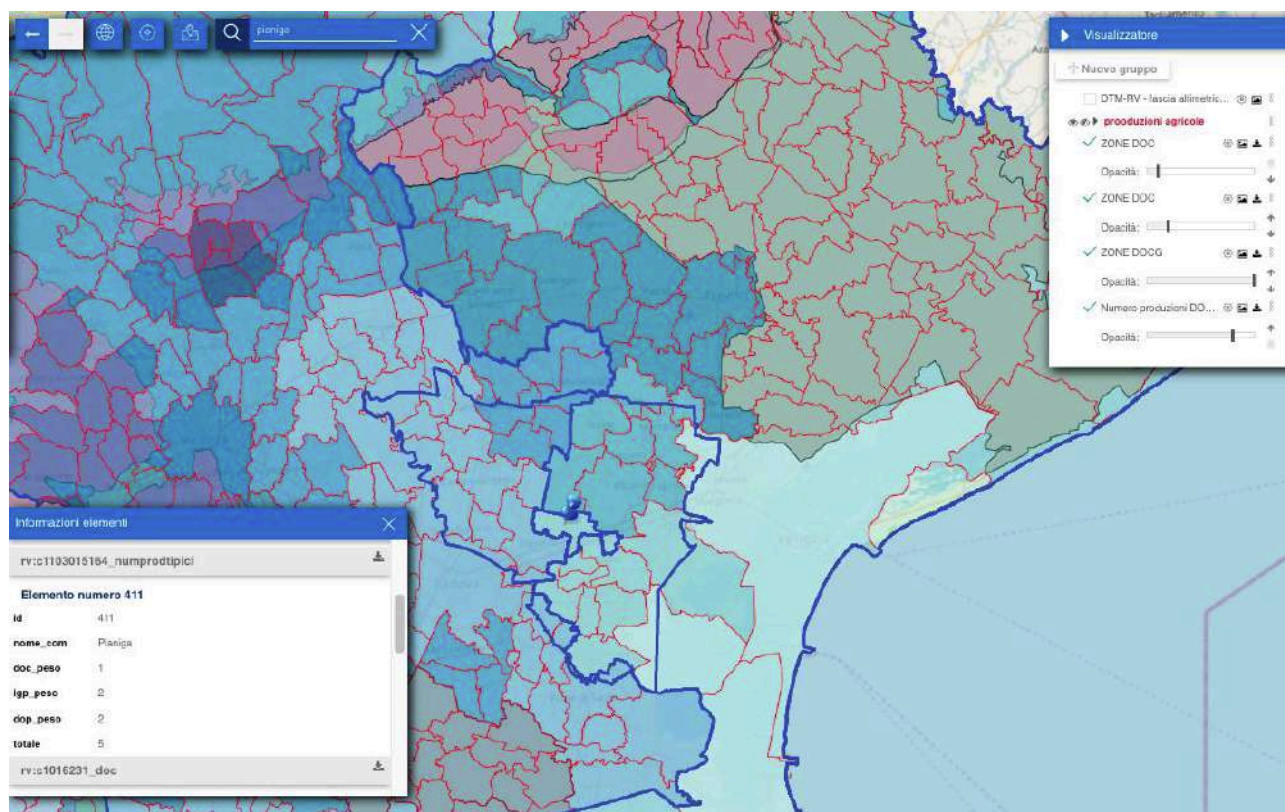 pianiga
Visualizzatore
Nuovo gruppo
DTM-RV - fascia altimetric...
produzioni agricole
ZONE DOC
Opacità:
ZONE DOC
Opacità:
ZONE DOCG
Opacità:
Numero produzioni DO...
Opacità:
Informazioni elementi
rv:c1103015164_numprodtipici
Elemento numero 411
id 411
nome_com Pianiga
doc_peso 1
igp_peso 2
dop_peso 2
totale 5
rv:c1016231_doc